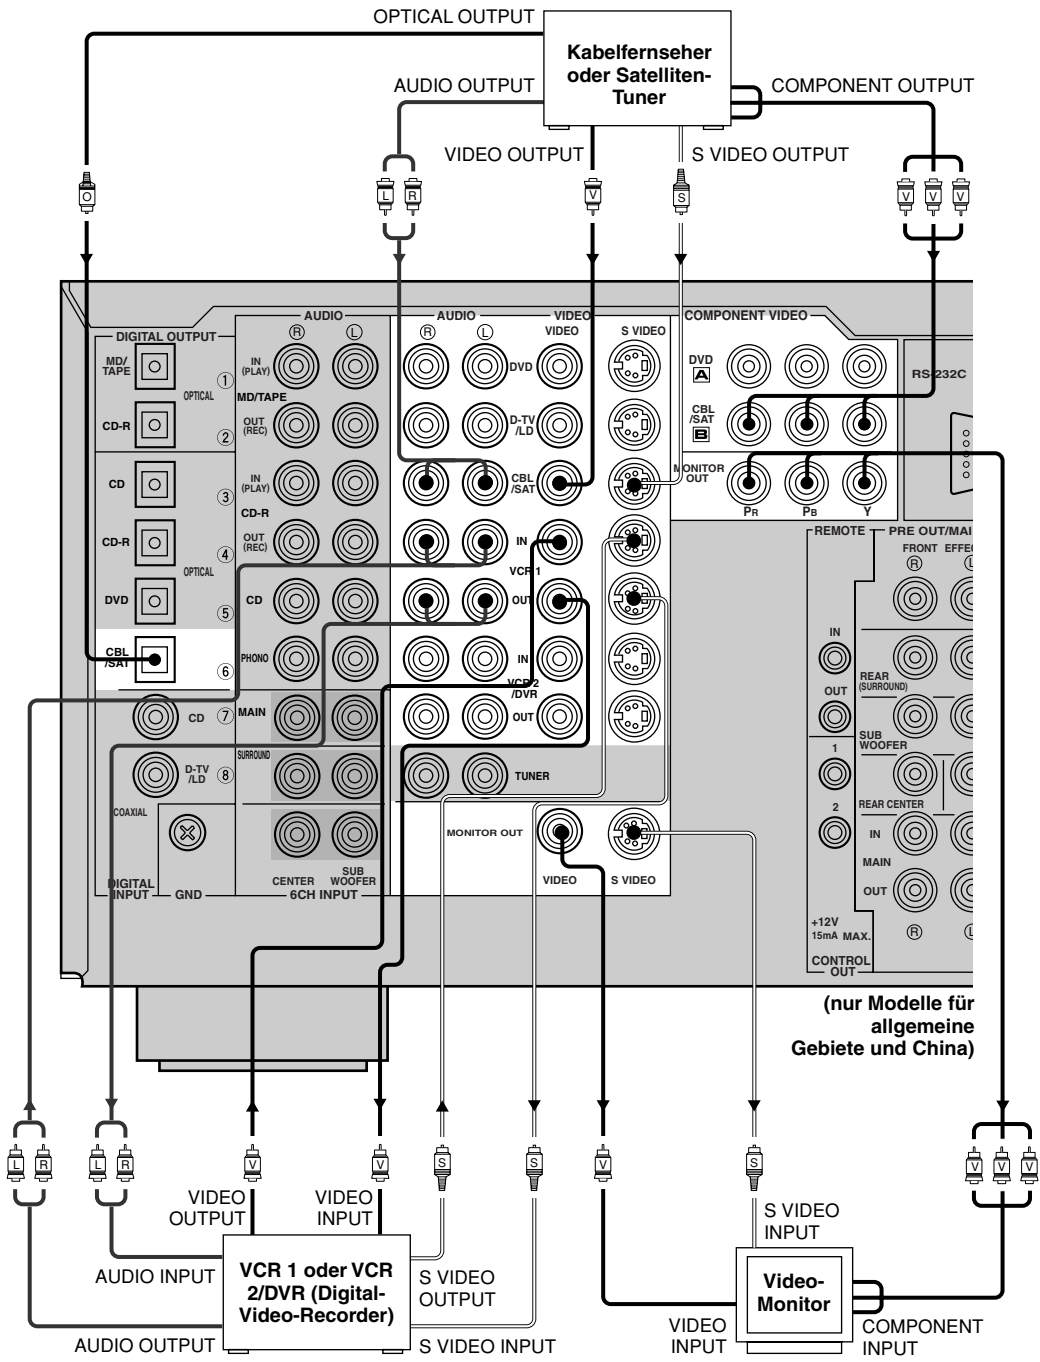 OPTICAL OUTPUT
Kabelfernseher
oder Satelliten-
Tuner
AUDIO OUTPUT
COMPONENT OUTPUT
VIDEO OUTPUT
S VIDEO OUTPUT
O
L R
V
S
V V V
AUDIO
R L
AUDIO
R L
VIDEO
VIDEO
S VIDEO
COMPONENT VIDEO
DIGITAL OUTPUT
MD/
TAPE
1
OPTICAL
CD-R
2
CD
3
CD-R
4
OPTICAL
DVD
5
CBL
/SAT
6
CD
7
D-TV
/LD
8
COAXIAL
DIGITAL
INPUT
GND
IN
(PLAY)
MD/TAPE
OUT
(REC)
IN
(PLAY)
CD-R
OUT
(REC)
CD
PHONO
MAIN
SURROUND
CENTER
SUB
WOOFER
6CH INPUT
DVD
D-TV
/LD
CBL
/SAT
IN
VCR 1
OUT
IN
VCR 2
/DVR
OUT
TUNER
MONITOR OUT
VIDEO
S VIDEO
DVD
A
CBL
/SAT
B
MONITOR
OUT
PR
PB
Y
RS-232C
REMOTE
PRE OUT/MAI
FRONT EFFEC
R L
IN
OUT
1
2
REAR
(SURROUND)
SUB
WOOFER
REAR CENTER
IN
MAIN
OUT
R L
+12V
15mA MAX.
CONTROL
OUT
(nur Modelle für
allgemeine
Gebiete und China)
L R
L R
V
V
S
S
V
S
V V V
VIDEO
OUTPUT
VIDEO
INPUT
S VIDEO
INPUT
AUDIO INPUT
VCR 1 oder VCR
2/DVR (Digital-
Video-Recorder)
S VIDEO
OUTPUT
Video-
Monitor
AUDIO OUTPUT
S VIDEO INPUT
VIDEO
INPUT
COMPONENT
INPUT